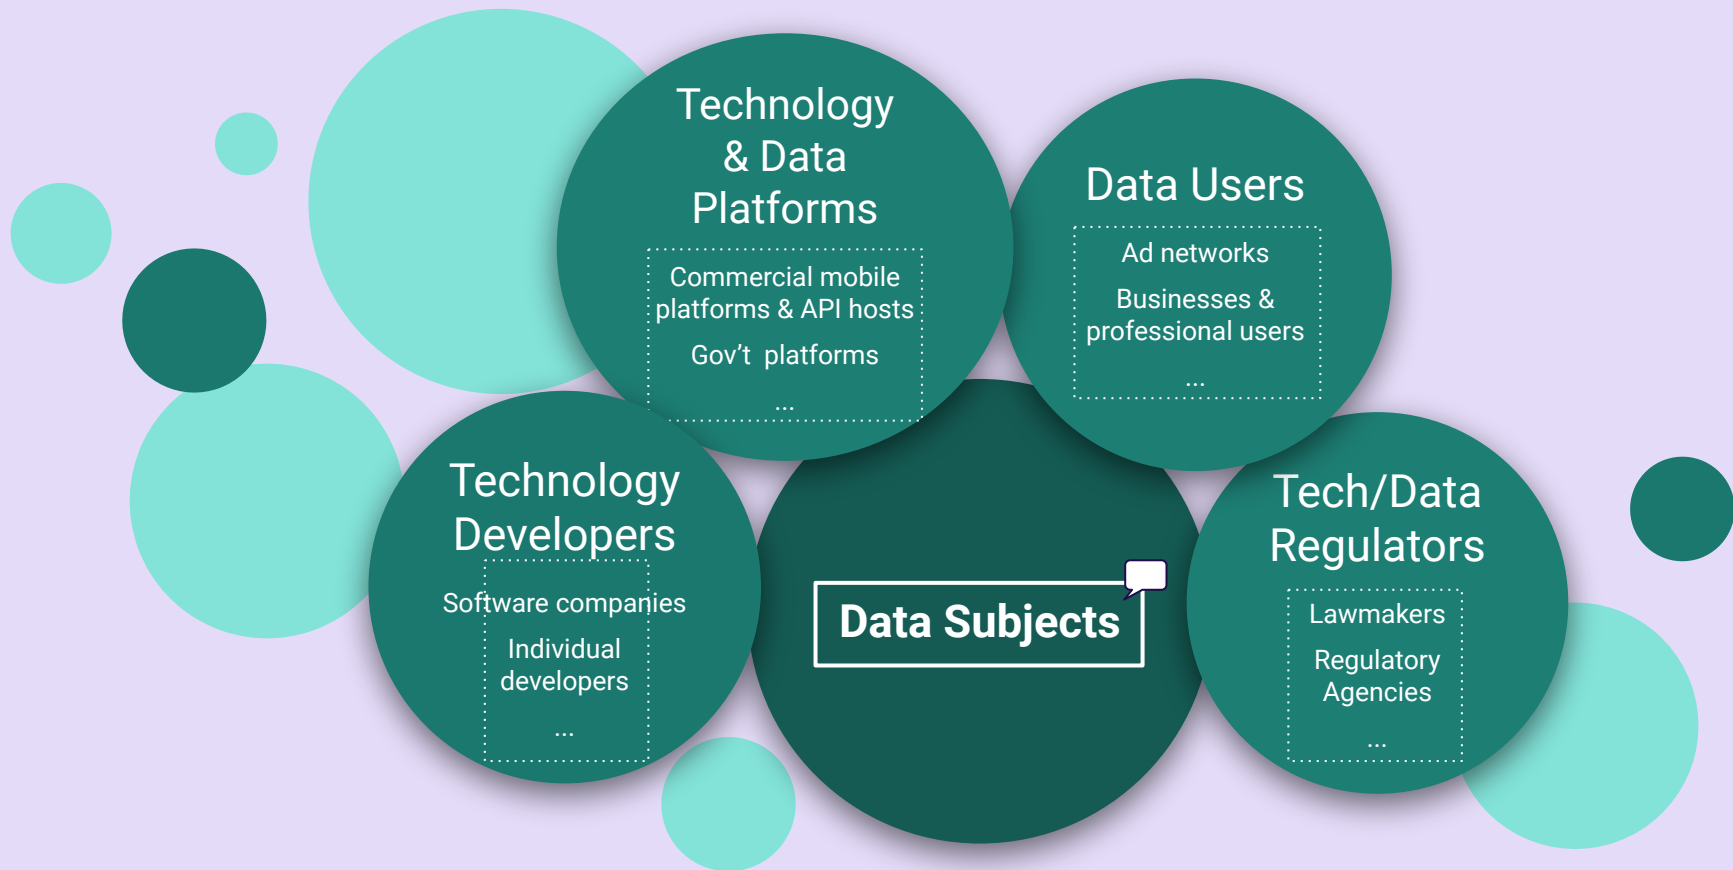 Technology
& Data
Platforms
Commercial mobile
platforms & API hosts
Gov’t  platforms
...
Data Users
Ad networks
Businesses &
professional users
...
Technology
Developers
Software companies
Individual
developers
...
Data Subjects
Tech/Data
Regulators
Lawmakers
Regulatory
Agencies
...